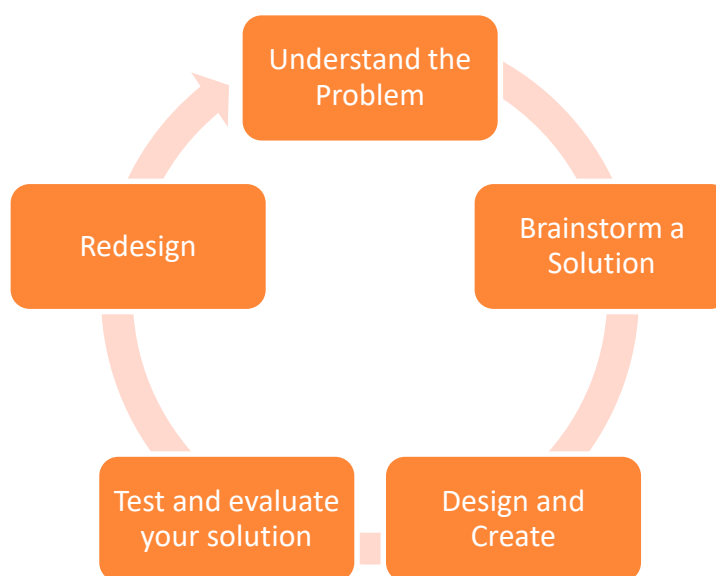 Understand the
Problem
Brainstorm a
Solution
Design and
Create
Test and evaluate
your solution
Redesign